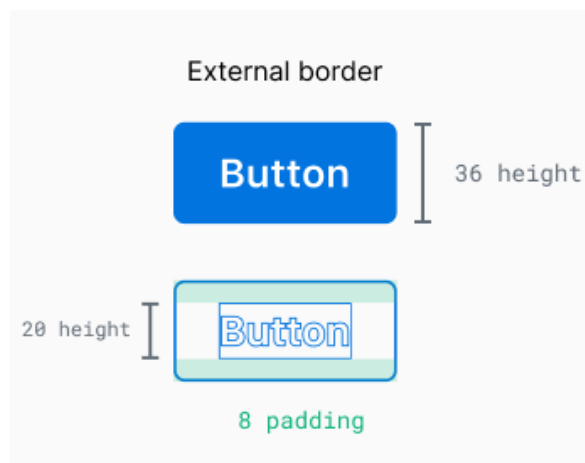 External border
Button
36 height
20 height
Button
8 padding